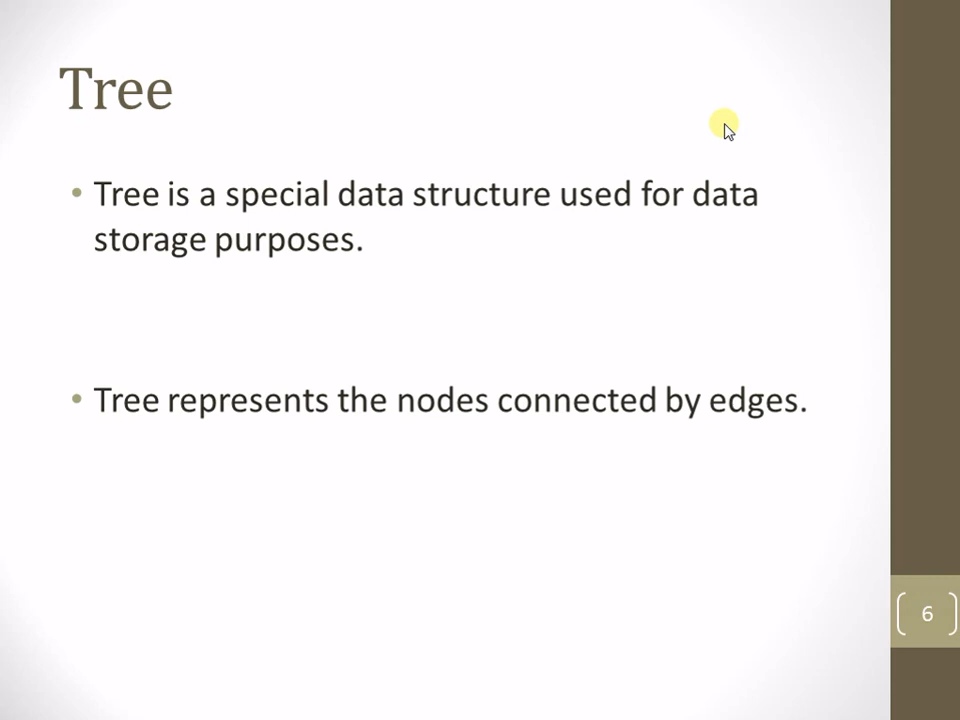 Tree
• Tree is a special data structure used for data
storage purposes.
• Tree represents the nodes connected by edges.
6